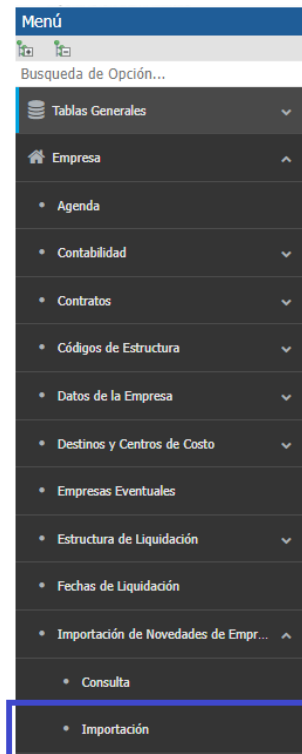 Menú
Busqueda de Opción...
Tablas Generales
Empresa
Agenda
Contabilidad
Contratos
Códigos de Estructura
Datos de la Empresa
Destinos y Centros de Costo
Empresas Eventuales
Estructura de Liquidación
Fechas de Liquidación
Importación de Novedades de Empr...
Consulta
Importación